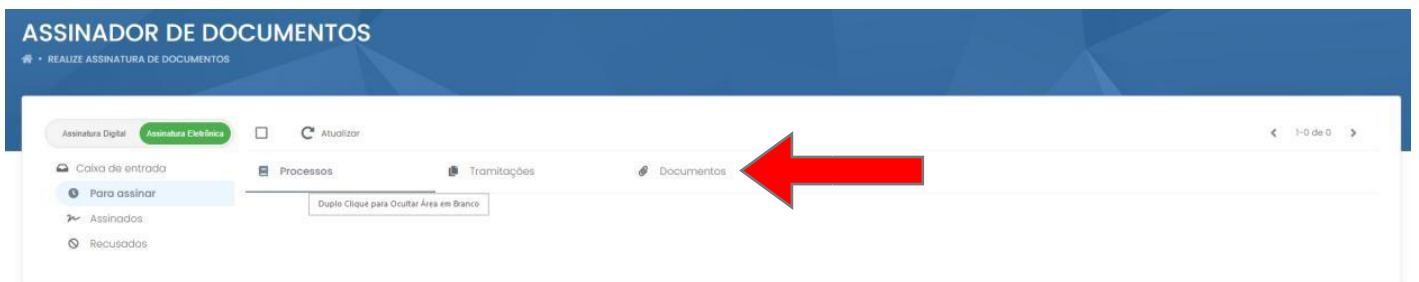 ASSINADOR DE DOCUMENTOS
• REALIZE ASSINATURA DE DOCUMENTOS
Assinatura Digital Assinatura Eletrônica Atualizar 1-0 de 0
Caixa de entrada Processos Tramitações Documentos
Para assinar
Duplo Clique para Ocultar Área em Branco
Assinados
Recusados